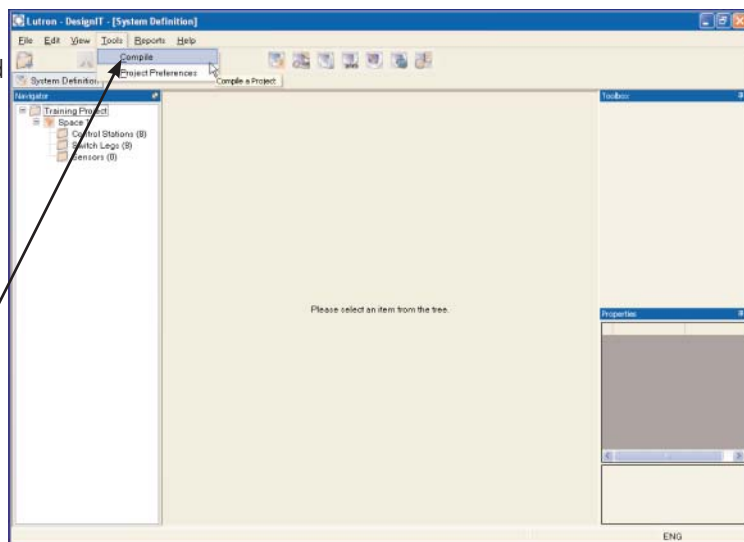 Lutron - DesignIT - [System Definition]
File Edit View Tools Reports Help
Compile
Project Preferences
Compile a Project
System Definition
Navigator
Training Project
Space 1
Control Stations (8)
Switch Legs (8)
Sensors (0)
Please select an item from the tree.
Toolbox
Properties
ENG